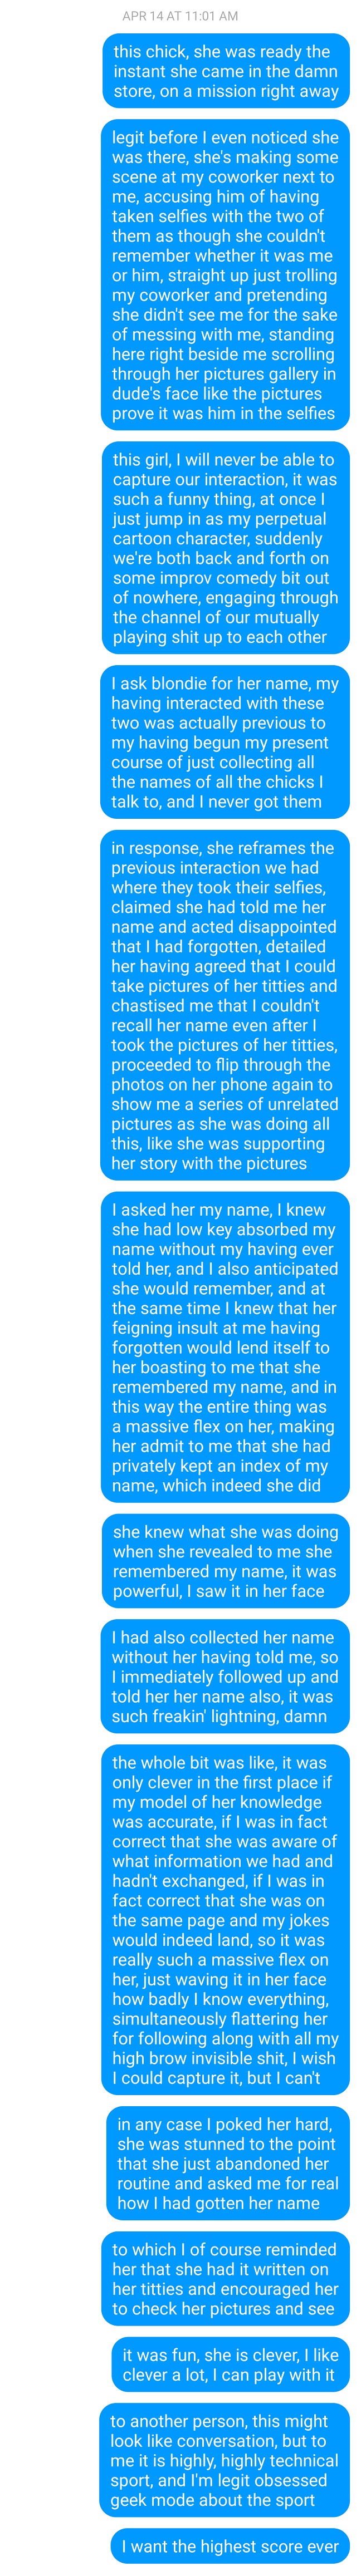 APR 14 AT 11:01 AM
this chick, she was ready the
instant she came in the damn
store, on a mission right away
legit before I even noticed she
was there, she's making some
scene at my coworker next to
me, accusing him of having
taken selfies with the two of
them as though she couldn't
remember whether it was me
or him, straight up just trolling
my coworker and pretending
she didn't see me for the sake
of messing with me, standing
here right beside me scrolling
through her pictures gallery in
dude's face like the pictures
prove it was him in the selfies
this girl, I will never be able to
capture our interaction, it was
such a funny thing, at once I
just jump in as my perpetual
cartoon character, suddenly
we're both back and forth on
some improv comedy bit out
of nowhere, engaging through
the channel of our mutually
playing shit up to each other
I ask blondie for her name, my
having interacted with these
two was actually previous to
my having begun my present
course of just collecting all
the names of all the chicks I
talk to, and I never got them
in response, she reframes the
previous interaction we had
where they took their selfies,
claimed she had told me her
name and acted disappointed
that I had forgotten, detailed
her having agreed that I could
take pictures of her titties and
chastised me that I couldn't
recall her name even after I
took the pictures of her titties,
proceeded to flip through the
photos on her phone again to
show me a series of unrelated
pictures as she was doing all
this, like she was supporting
her story with the pictures
I asked her my name, I knew
she had low key absorbed my
name without my having ever
told her, and I also anticipated
she would remember, and at
the same time I knew that her
feigning insult at me having
forgotten would lend itself to
her boasting to me that she
remembered my name, and in
this way the entire thing was
a massive flex on her, making
her admit to me that she had
privately kept an index of my
name, which indeed she did
she knew what she was doing
when she revealed to me she
remembered my name, it was
powerful, I saw it in her face
I had also collected her name
without her having told me, so
I immediately followed up and
told her her name also, it was
such freakin' lightning, damn
the whole bit was like, it was
only clever in the first place if
my model of her knowledge
was accurate, if I was in fact
correct that she was aware of
what information we had and
hadn't exchanged, if I was in
fact correct that she was on
the same page and my jokes
would indeed land, so it was
really such a massive flex on
her, just waving it in her face
how badly I know everything,
simultaneously flattering her
for following along with all my
high brow invisible shit, I wish
I could capture it, but I can't
in any case I poked her hard,
she was stunned to the point
that she just abandoned her
routine and asked me for real
how I had gotten her name
to which I of course reminded
her that she had it written on
her titties and encouraged her
to check her pictures and see
it was fun, she is clever, I like
clever a lot, I can play with it
to another person, this might
look like conversation, but to
me it is highly, highly technical
sport, and I'm legit obsessed
geek mode about the sport
I want the highest score ever